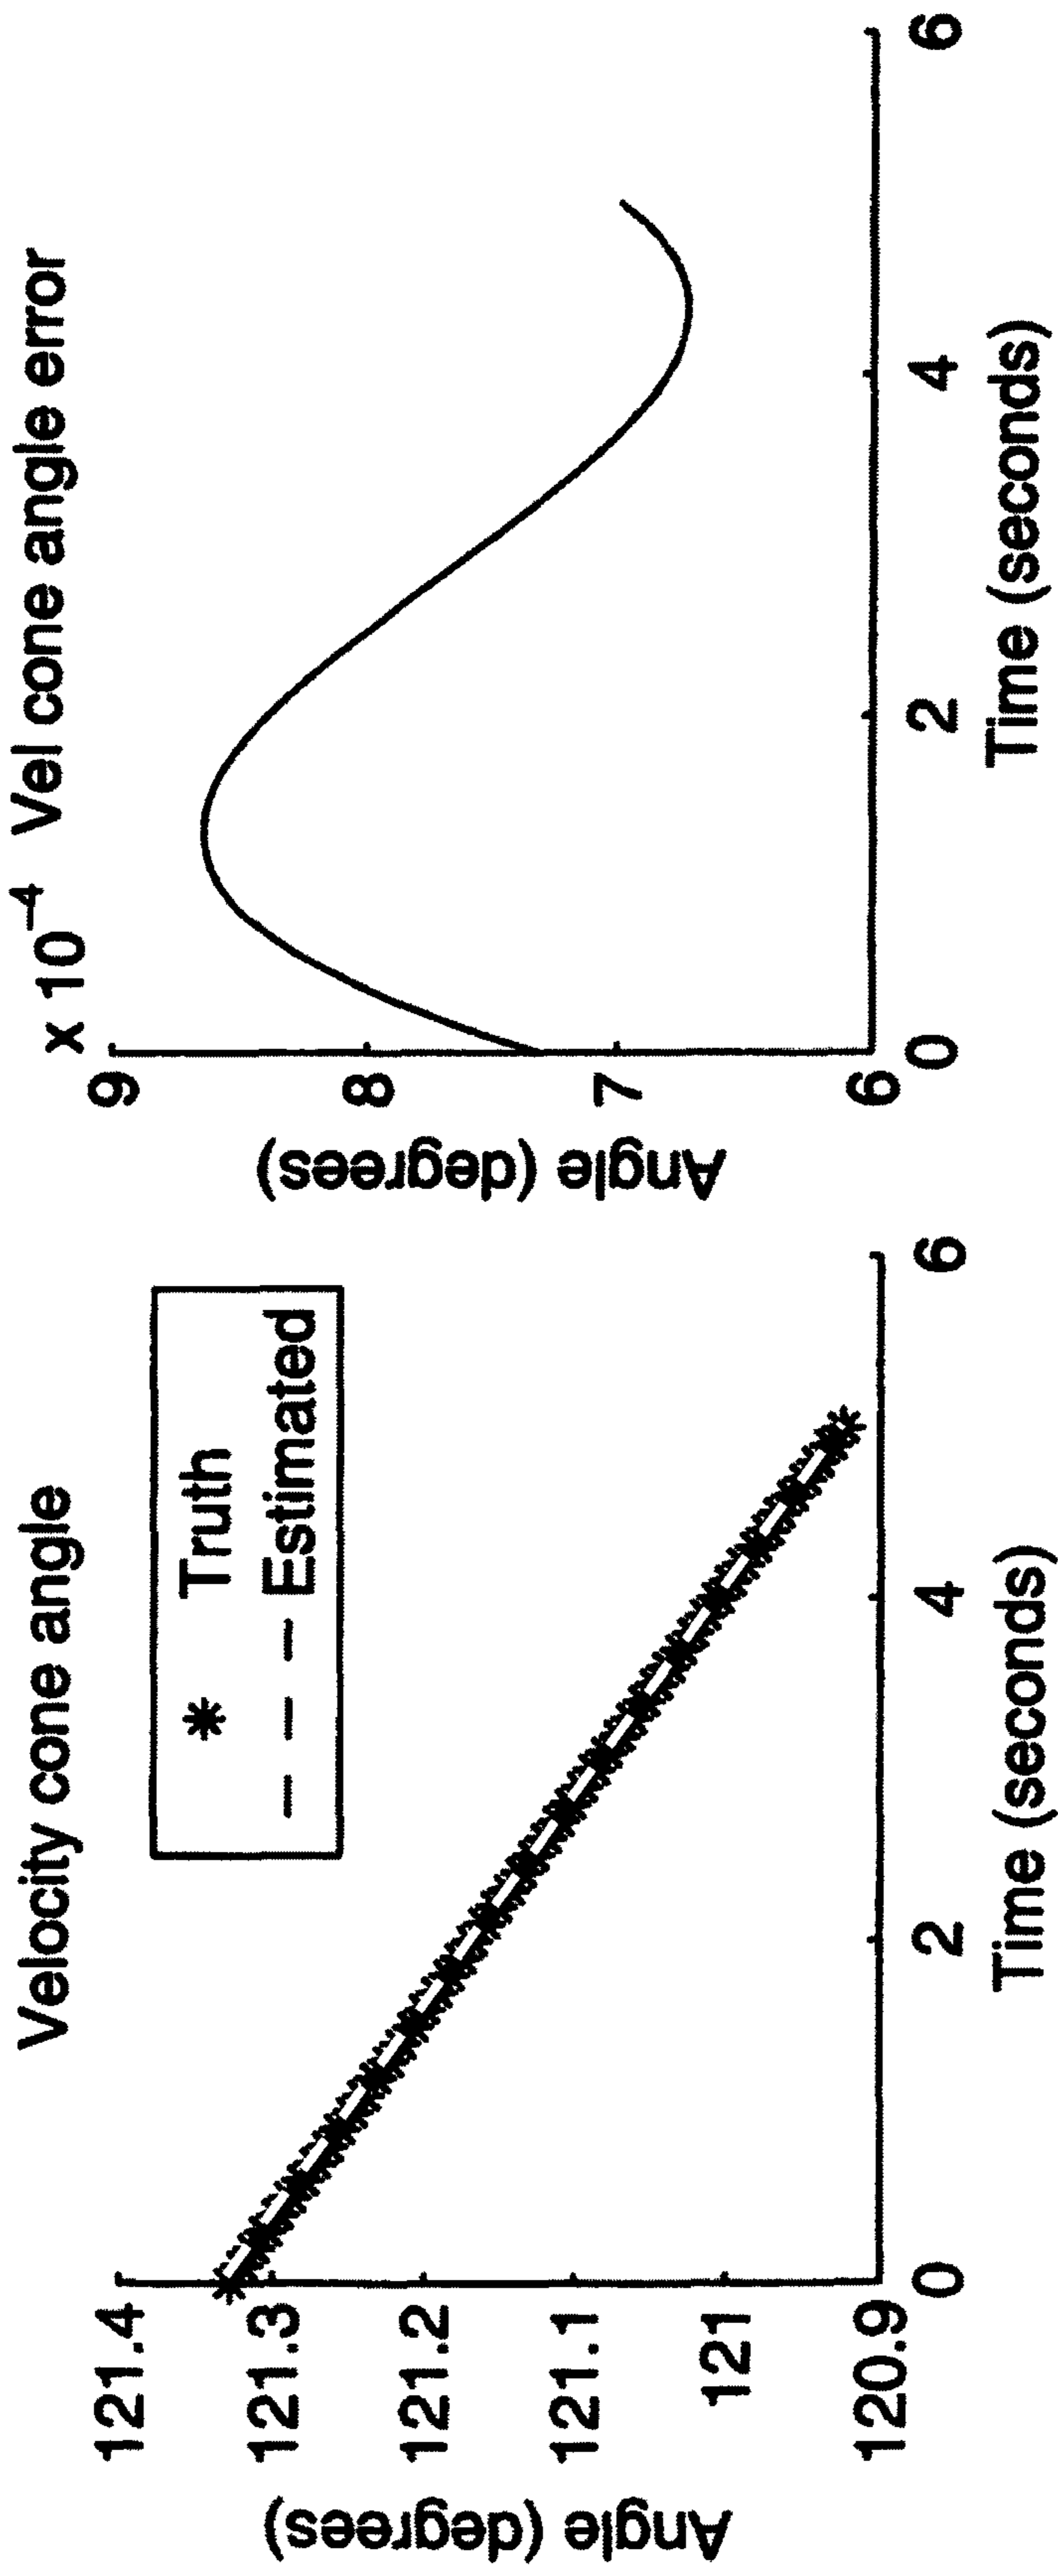 Velocity cone angle
Angle (degrees)
121.4
121.3
121.2
121.1
121
120.9
0
2
4
6
Time (seconds)
Truth
Estimated
x 10⁻⁴ Vel cone angle error
Angle (degrees)
9
8
7
6
0
2
4
6
Time (seconds)